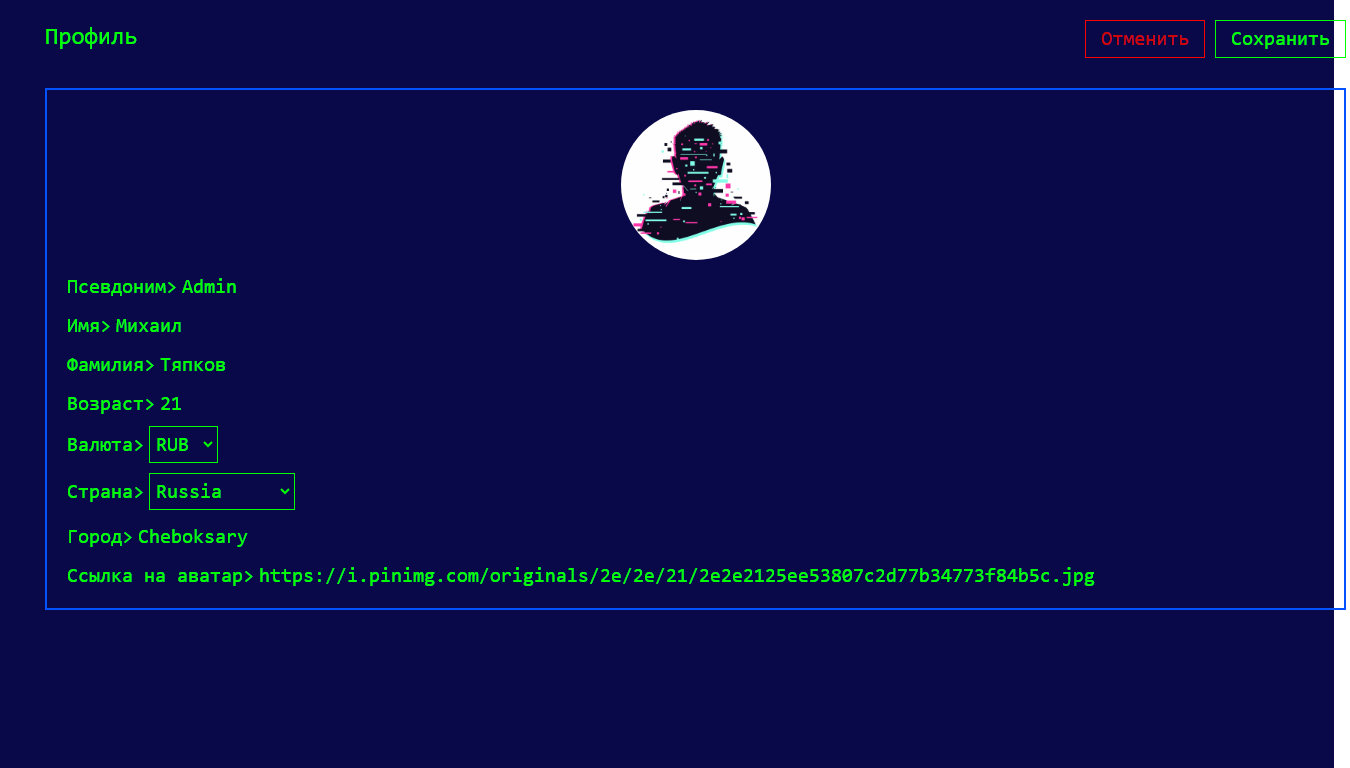 Профиль
Отменить
Сохранить
Псевдоним> Admin
Имя> Михаил
Фамилия> Тяпков
Возраст> 21
Валюта> RUB
Страна> Russia
Город> Cheboksary
Ссылка на аватар> https://i.pinimg.com/originals/2e/2e/21/2e2e2125ee53807c2d77b34773f84b5c.jpg